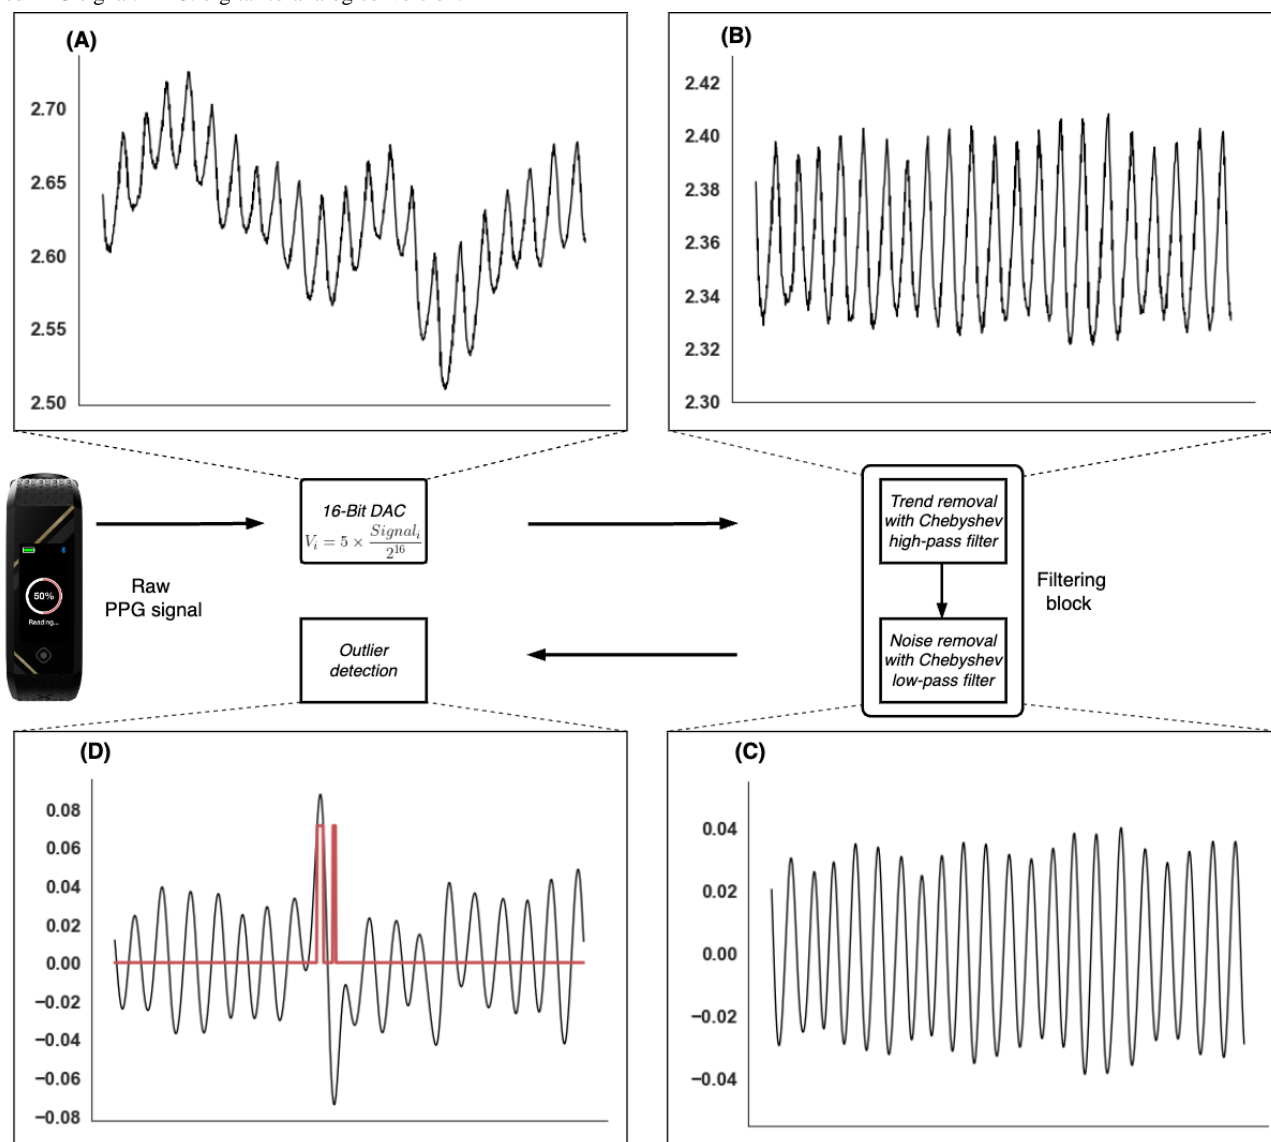 (A)
2.70
2.65
2.60
2.55
2.50
(B)
2.42
2.40
2.38
2.36
2.34
2.32
2.30
50%
Reading...
Raw
PPG signal
16-Bit DAC
V_i = 5 × Signal_i / 2^16
Trend removal
with Chebyshev
high-pass filter
Filtering
block
Outlier
detection
Noise removal
with Chebyshev
low-pass filter
(D)
0.08
0.06
0.04
0.02
0.00
−0.02
−0.04
−0.06
−0.08
(C)
0.04
0.02
0.00
−0.02
−0.04